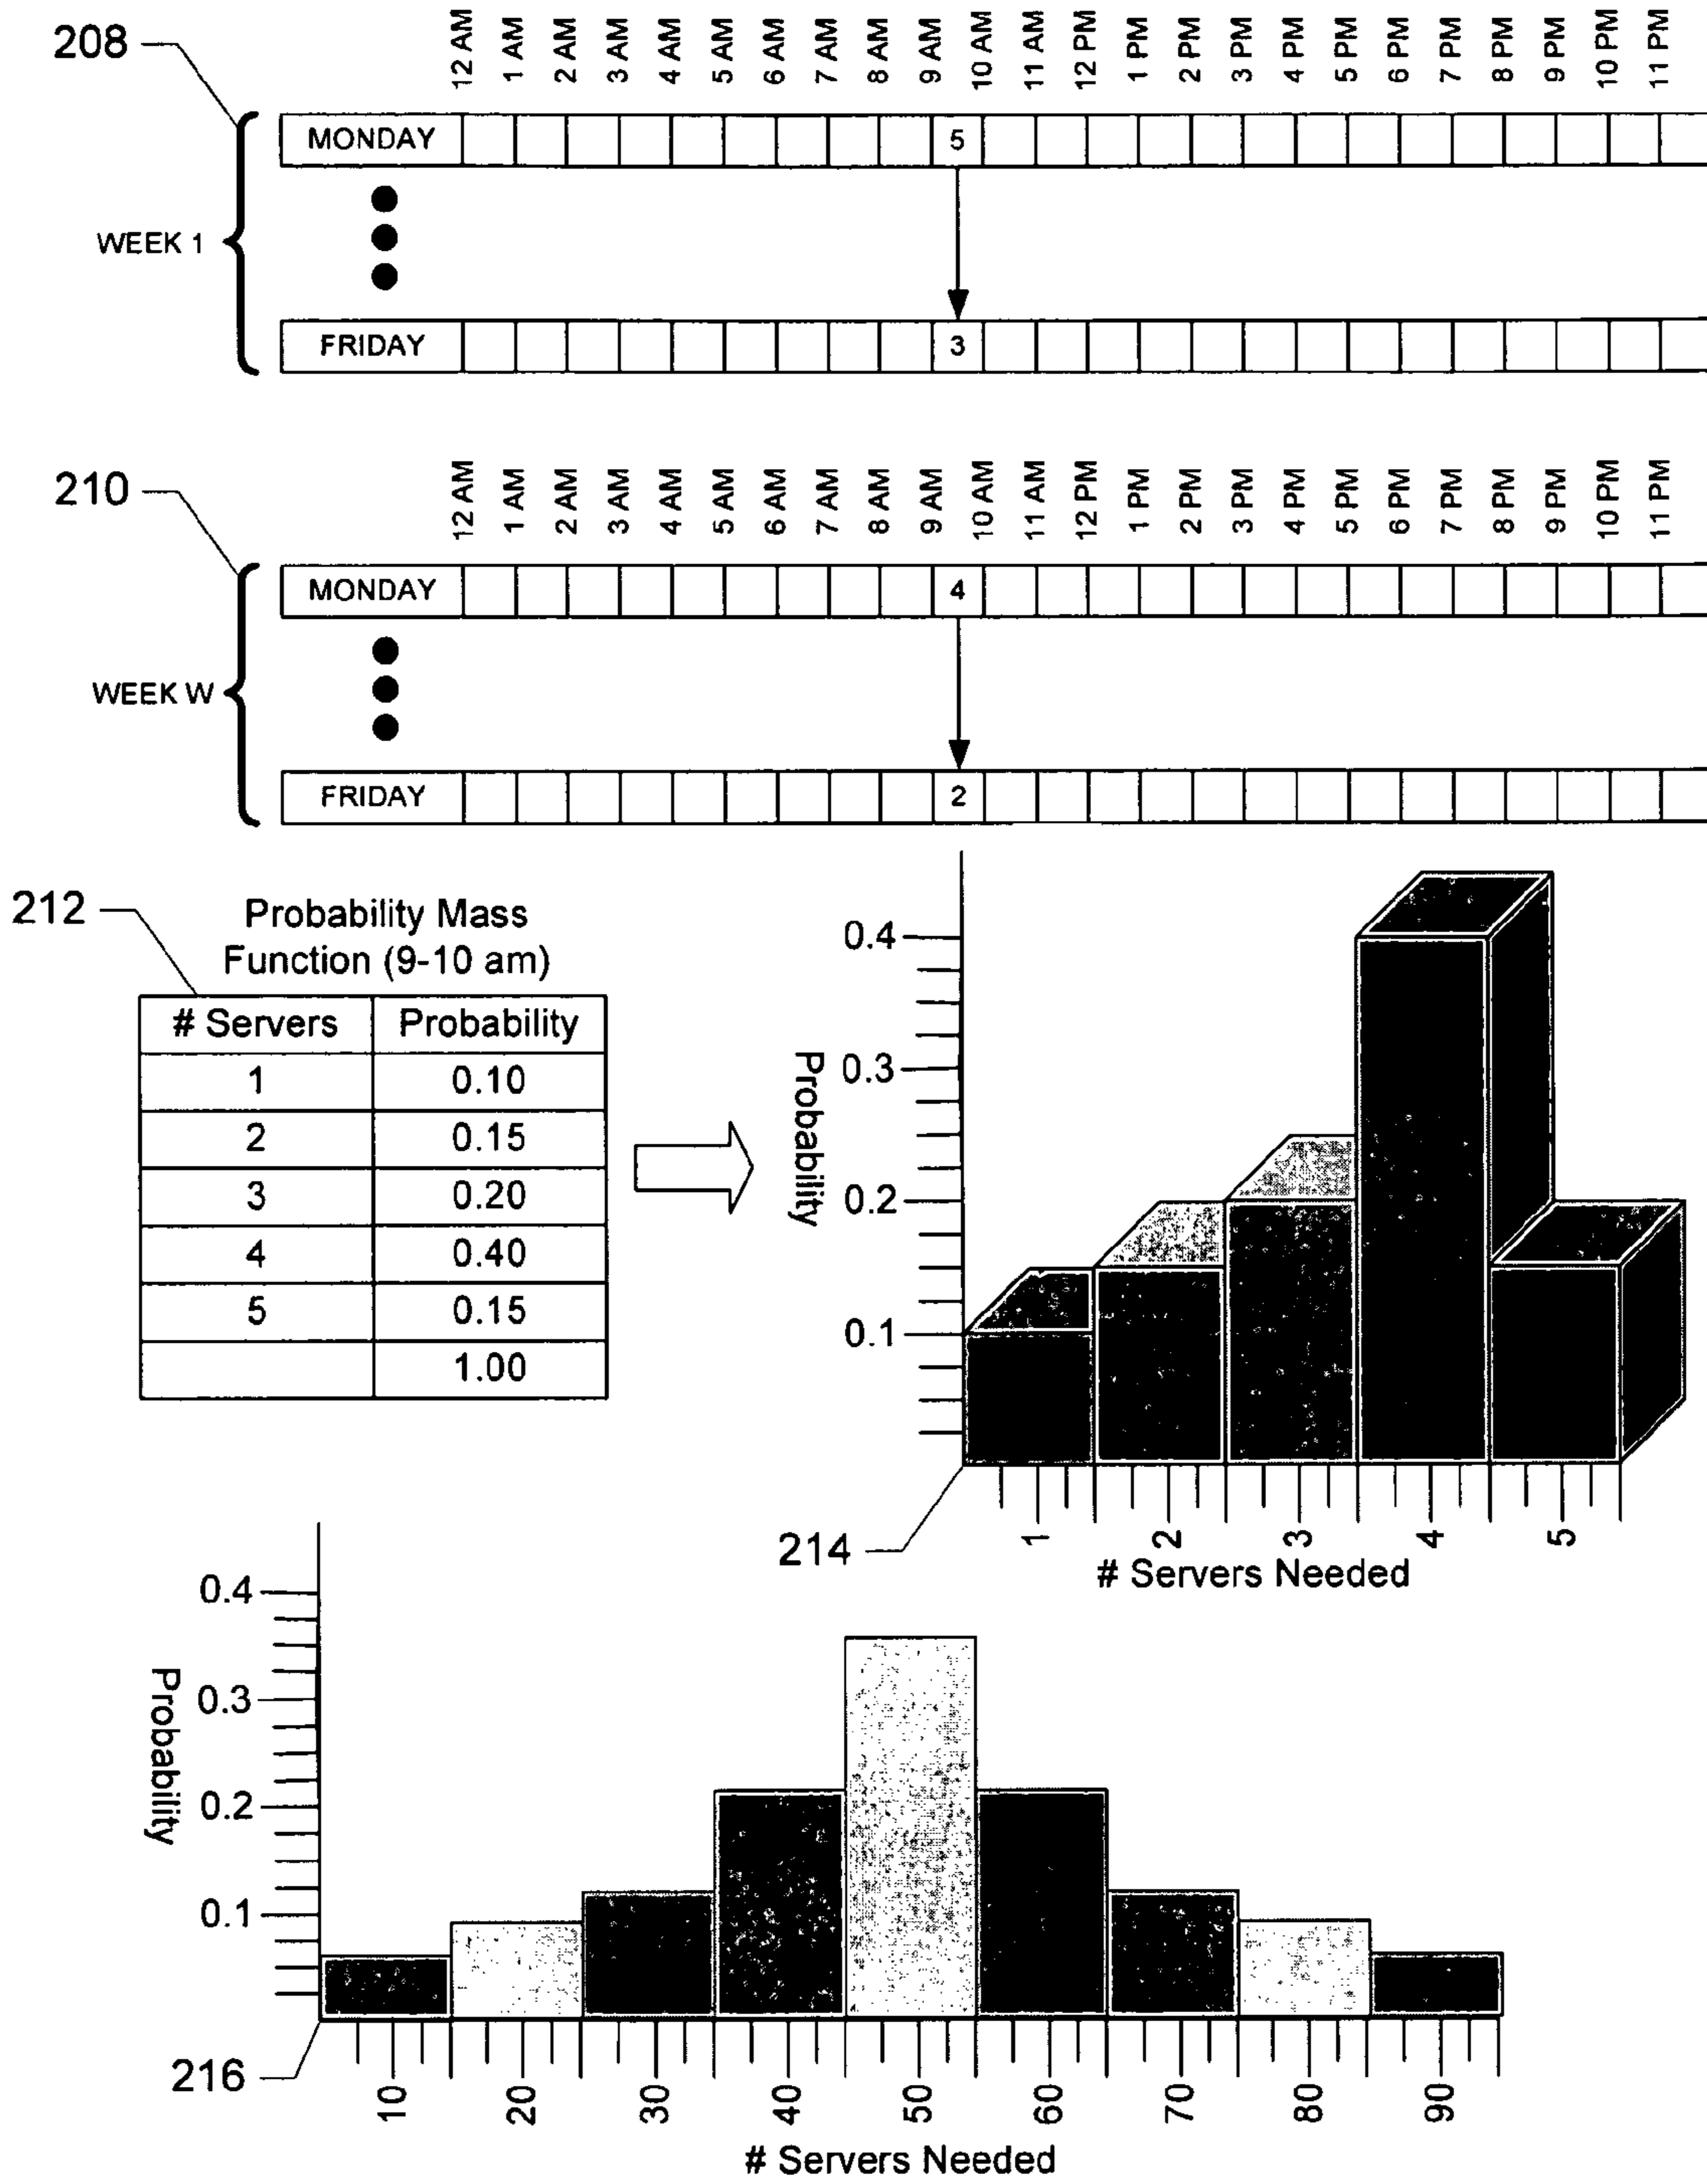 208
12 AM 1 AM 2 AM 3 AM 4 AM 5 AM 6 AM 7 AM 8 AM 9 AM 10 AM 11 AM 12 PM 1 PM 2 PM 3 PM 4 PM 5 PM 6 PM 7 PM 8 PM 9 PM 10 PM 11 PM
MONDAY 5
WEEK 1
FRIDAY 3
210
12 AM 1 AM 2 AM 3 AM 4 AM 5 AM 6 AM 7 AM 8 AM 9 AM 10 AM 11 AM 12 PM 1 PM 2 PM 3 PM 4 PM 5 PM 6 PM 7 PM 8 PM 9 PM 10 PM 11 PM
MONDAY 4
WEEK W
FRIDAY 2
212
Probability Mass
Function (9-10 am)
# Servers Probability
1 0.10
2 0.15
3 0.20
4 0.40
5 0.15
1.00
Probability
0.4
0.3
0.2
0.1
1 2 3 4 5
214
# Servers Needed
Probability
0.4
0.3
0.2
0.1
216
10 20 30 40 50 60 70 80 90
# Servers Needed